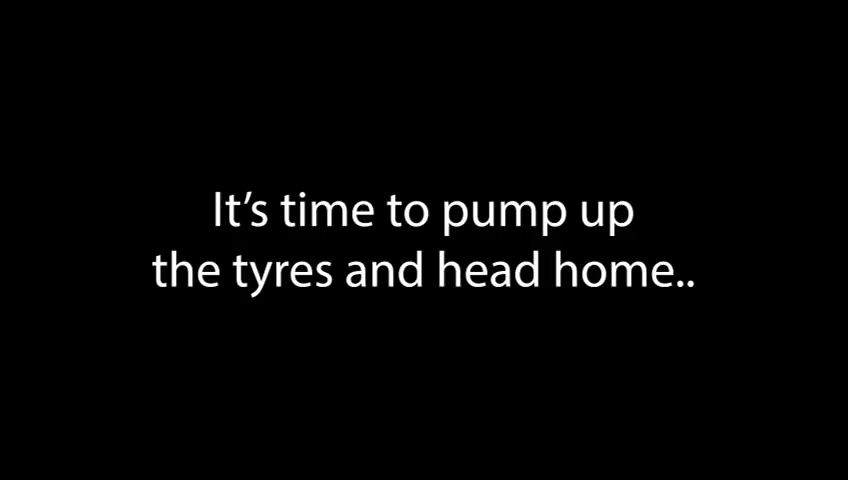 It’s time to pump up
the tyres and head home..